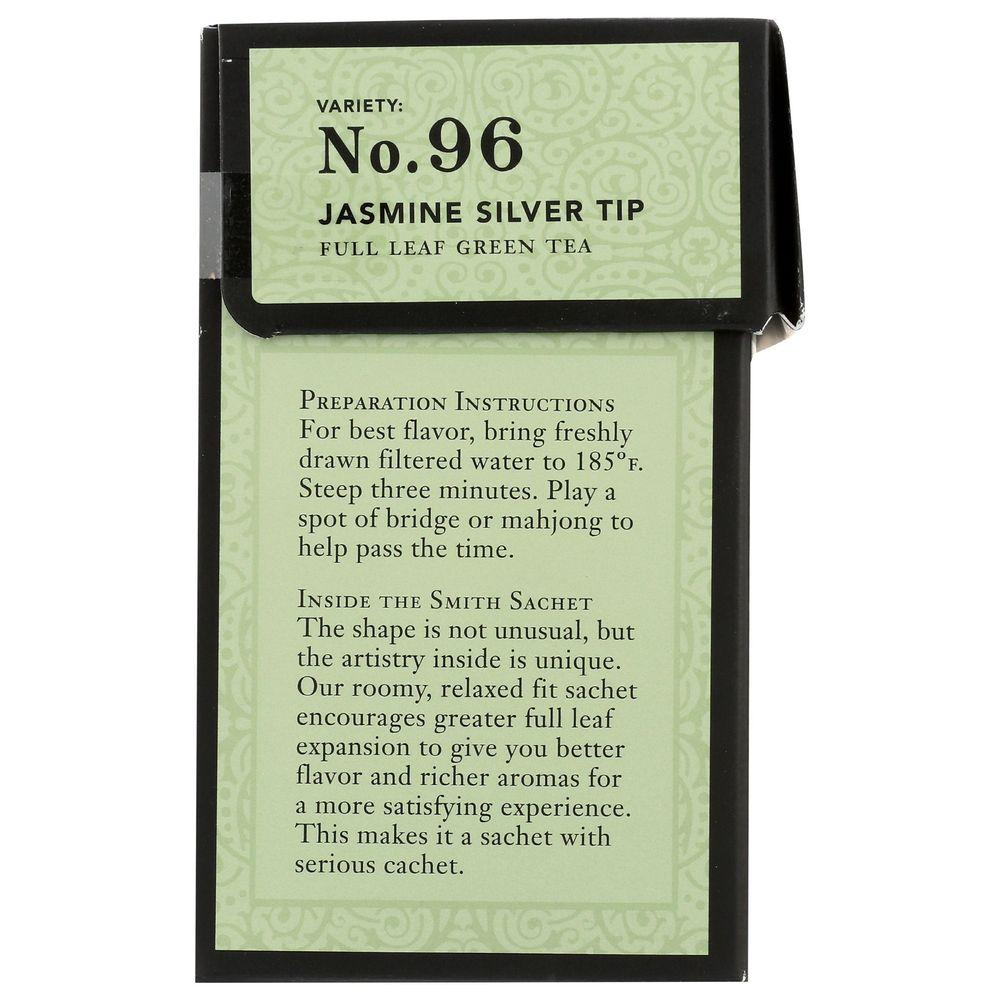 VARIETY:
No. 96
JASMINE SILVER TIP
FULL LEAF GREEN TEA
PREPARATION INSTRUCTIONS
For best flavor, bring freshly
drawn filtered water to 185°F.
Steep three minutes. Play a
spot of bridge or mahjong to
help pass the time.
INSIDE THE SMITH SACHET
The shape is not unusual, but
the artistry inside is unique.
Our roomy, relaxed fit sachet
encourages greater full leaf
expansion to give you better
flavor and richer aromas for
a more satisfying experience.
This makes it a sachet with
serious cachet.